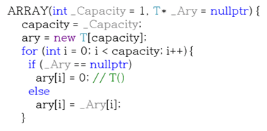 ARRAY(int _Capacity = 1, T* _Ary = nullptr) {
capacity = _Capacity;
ary = new T[capacity];
for (int i = 0; i < capacity; i++){
if (_Ary == nullptr)
ary[i] = 0; // T()
else
ary[i] = _Ary[i];
}